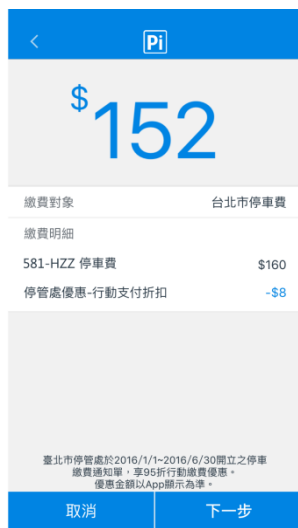 Pi
$152
繳費對象 台北市停車費
繳費明細
581-HZZ 停車費 $160
停管處優惠-行動支付折扣 -$8
臺北市停管處於2016/1/1~2016/6/30開立之停車
繳費通知單，享95折行動繳費優惠。
優惠金額以App顯示為準。
取消 下一步